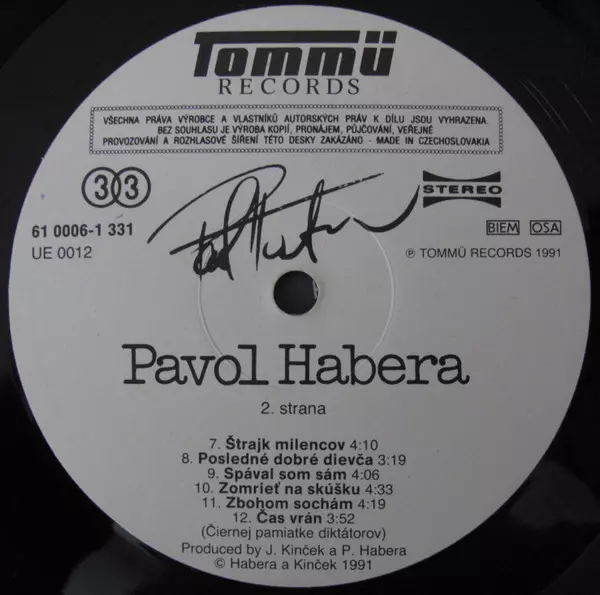 Tommü
RECORDS
VŠECHNA PRÁVA VÝROBCE A VLASTNÍKŮ AUTORSKÝCH PRÁV K DÍLU JSOU VYHRAZENA.
BEZ SOUHLASU JE VÝROBA KOPIÍ, PRONÁJEM, PŮJČOVÁNÍ, VEŘEJNÉ
PROVOZOVÁNÍ A ROZHLASOVÉ ŠÍŘENÍ TÉTO DESKY ZAKÁZÁNO - MADE IN CZECHOSLOVAKIA
33
STEREO
61 0006-1 331
BIEM OSA
UE 0012
℗ TOMMÜ RECORDS 1991
Pavol Habera
2. strana
7. Štrajk milencov 4:10
8. Posledné dobré dievča 3:19
9. Spával som sám 4:06
10. Zomrieť na skúšku 4:33
11. Zbohom sochám 4:19
12. Čas vrán 3:52
(Čiernej pamiatke diktátorov)
Produced by J. Kinček a P. Habera
© Habera a Kinček 1991